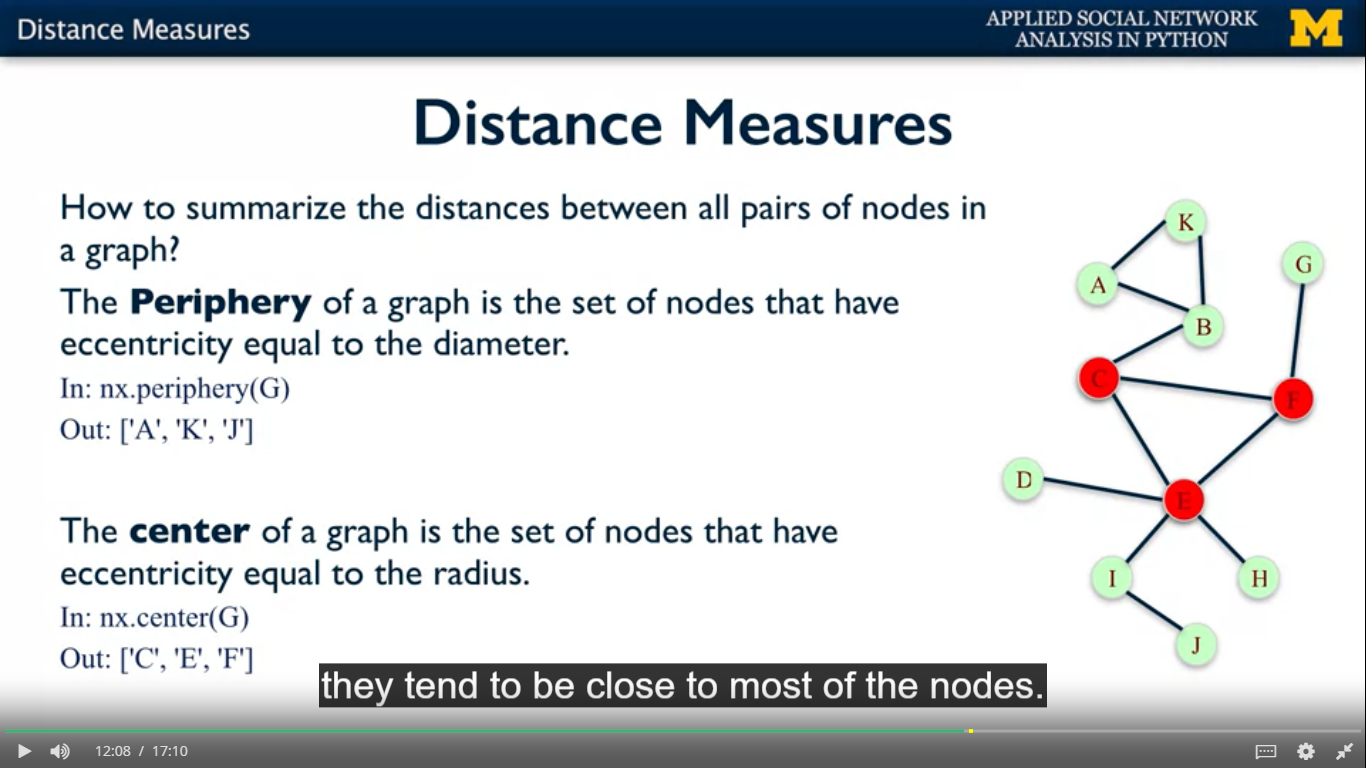 Distance Measures
APPLIED SOCIAL NETWORK
ANALYSIS IN PYTHON
M
Distance Measures
How to summarize the distances between all pairs of nodes in
a graph?
The Periphery of a graph is the set of nodes that have
eccentricity equal to the diameter.
In: nx.periphery(G)
Out: ['A', 'K', 'J']
The center of a graph is the set of nodes that have
eccentricity equal to the radius.
In: nx.center(G)
Out: ['C', 'E', 'F']
K
G
A
B
C
F
D
E
I
H
J
they tend to be close to most of the nodes.
12:08 / 17:10